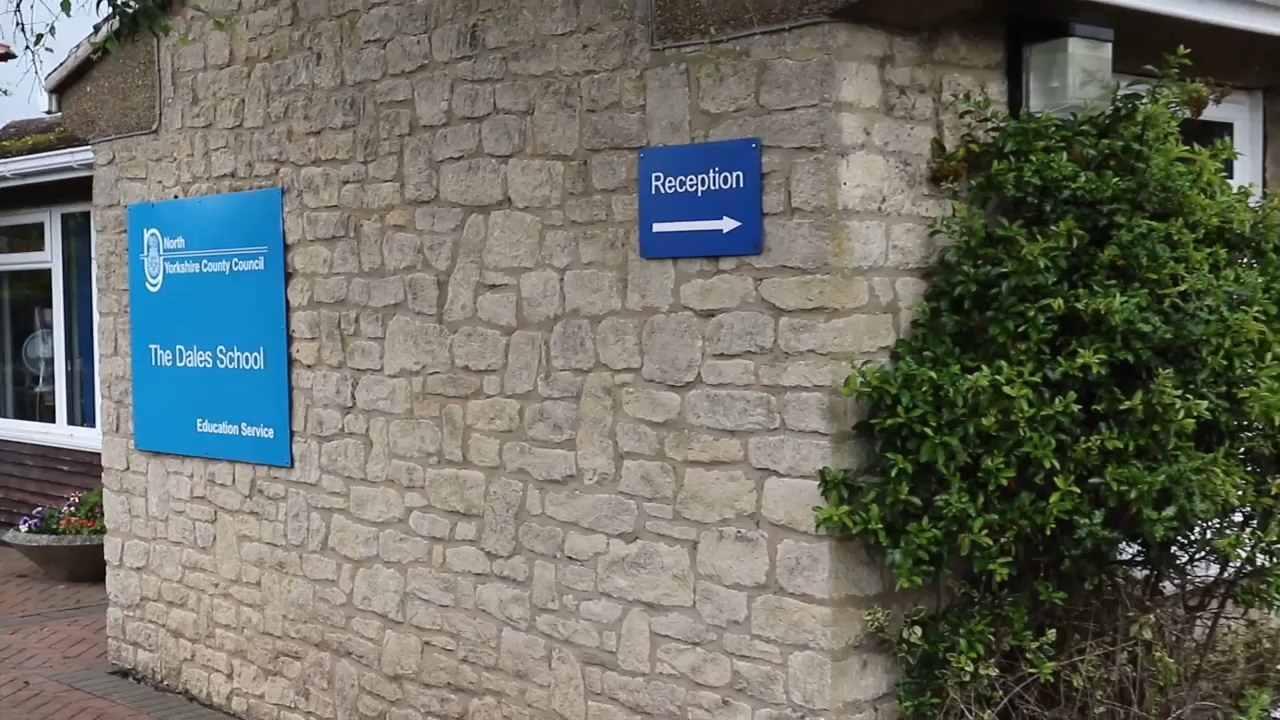 North
Yorkshire County Council
The Dales School
Education Service
Reception